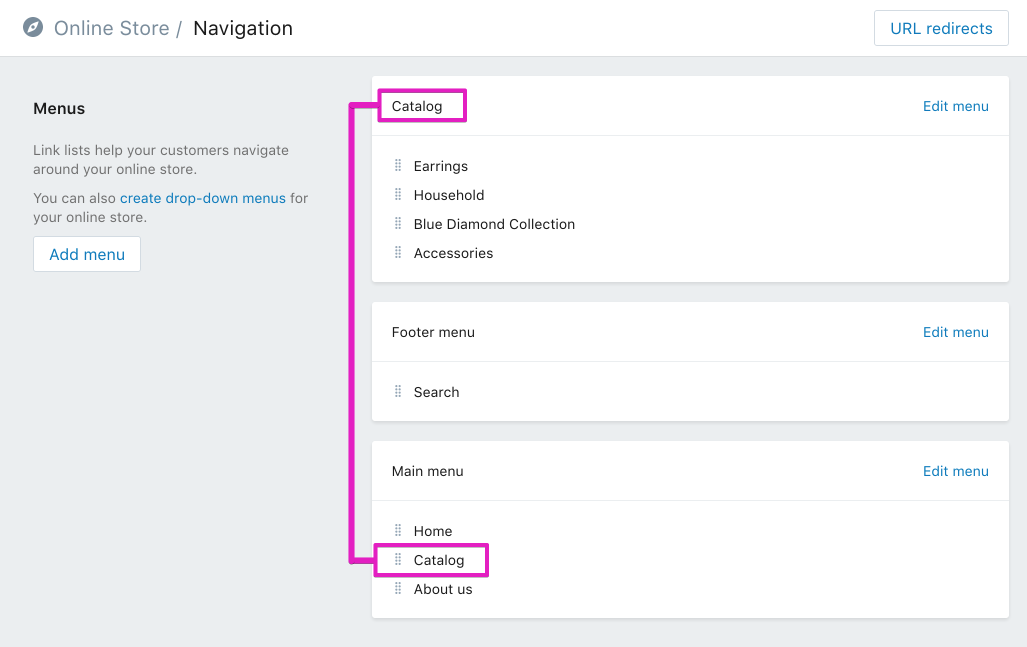 Online Store / Navigation
URL redirects
Menus
Link lists help your customers navigate
around your online store.
You can also create drop-down menus for
your online store.
Add menu
Catalog
Edit menu
Earrings
Household
Blue Diamond Collection
Accessories
Footer menu
Edit menu
Search
Main menu
Edit menu
Home
Catalog
About us